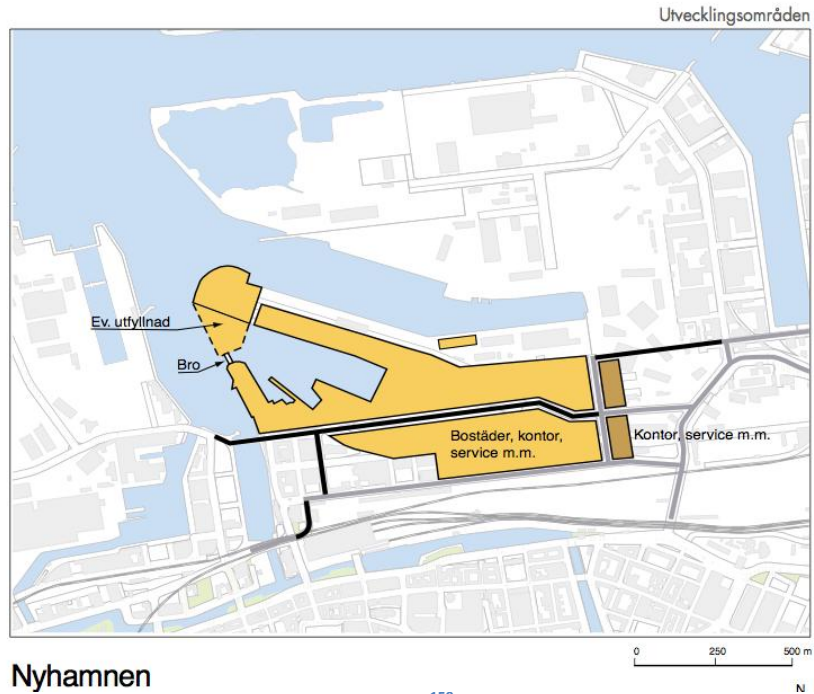 Utvecklingsområden
Ev. utfyllnad
Bro
Bostäder, kontor,
service m.m.
Kontor, service m.m.
0 250 500 m
Nyhamnen
N